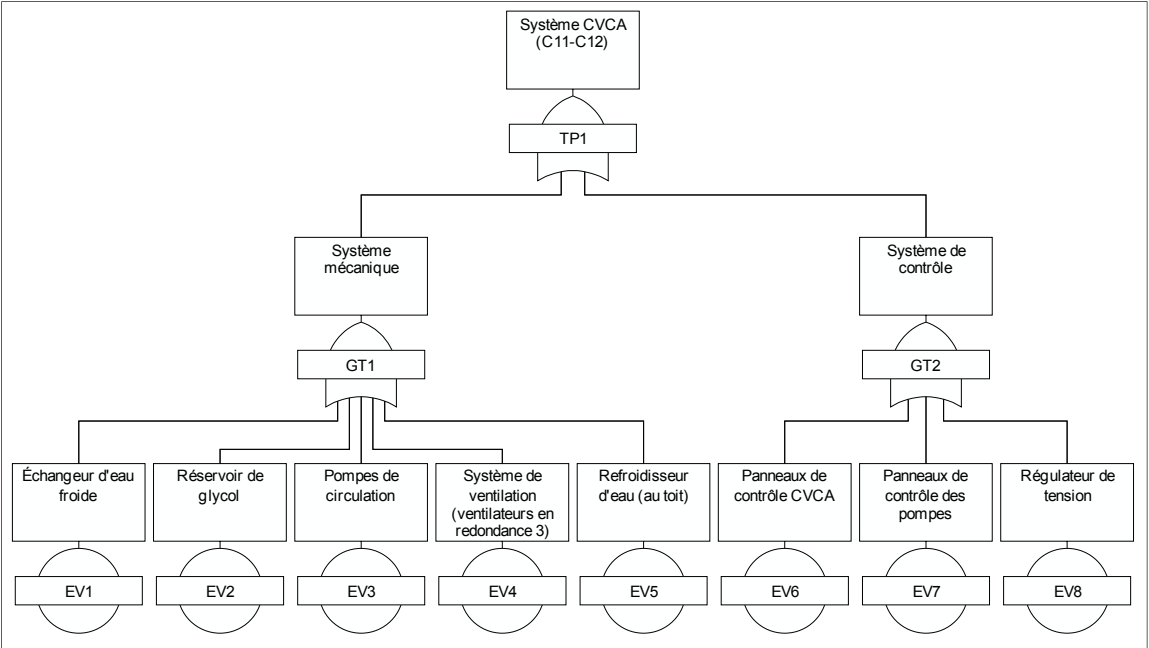 Système CVCA
(C11-C12)
TP1
Système
mécanique
Système de
contrôle
GT1
GT2
Échangeur d'eau
froide
Réservoir de
glycol
Pompes de
circulation
Système de
ventilation
(ventilateurs en
redondance 3)
Refroidisseur
d'eau (au toit)
Panneaux de
contrôle CVCA
Panneaux de
contrôle des
pompes
Régulateur de
tension
EV1
EV2
EV3
EV4
EV5
EV6
EV7
EV8